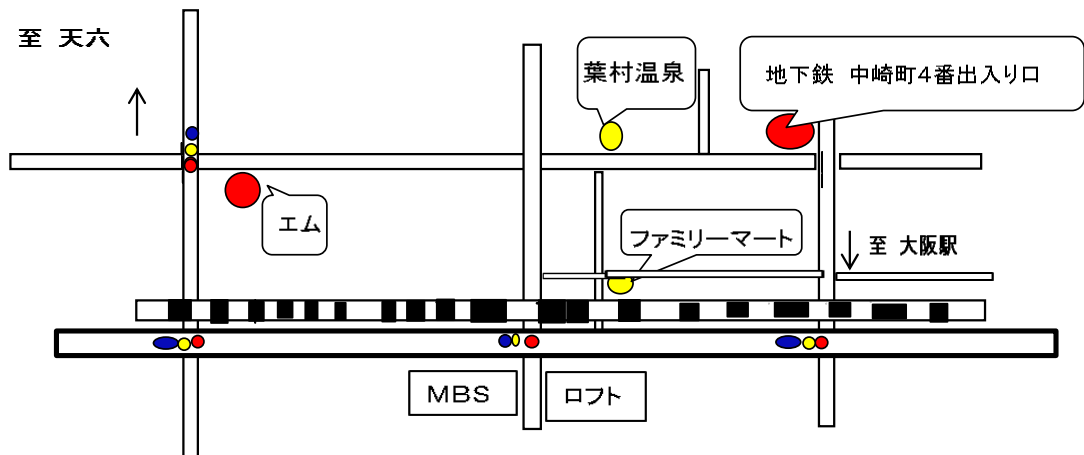 至 天六
葉村温泉
地下鉄 中崎町4番出入り口
エム
ファミリーマート
至 大阪駅
MBS
ロフト